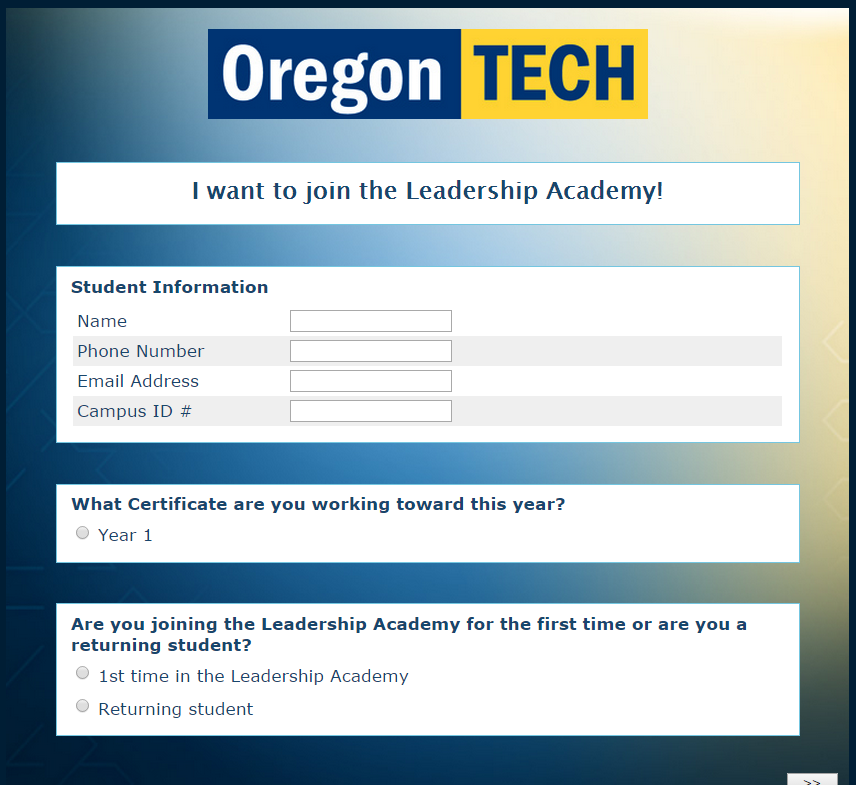 Oregon TECH
I want to join the Leadership Academy!
Student Information
Name
Phone Number
Email Address
Campus ID #
What Certificate are you working toward this year?
Year 1
Are you joining the Leadership Academy for the first time or are you a
returning student?
1st time in the Leadership Academy
Returning student
>>